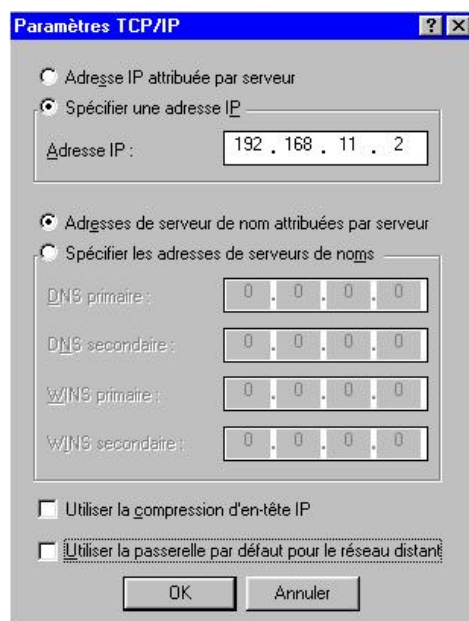 Paramètres TCP/IP
Adresse IP attribuée par serveur
Spécifier une adresse IP
Adresse IP : 192 . 168 . 11 . 2
Adresses de serveur de nom attribuées par serveur
Spécifier les adresses de serveurs de noms
DNS primaire : 0 . 0 . 0 . 0
DNS secondaire : 0 . 0 . 0 . 0
WINS primaire : 0 . 0 . 0 . 0
WINS secondaire : 0 . 0 . 0 . 0
Utiliser la compression d'en-tête IP
Utiliser la passerelle par défaut pour le réseau distant
OK Annuler